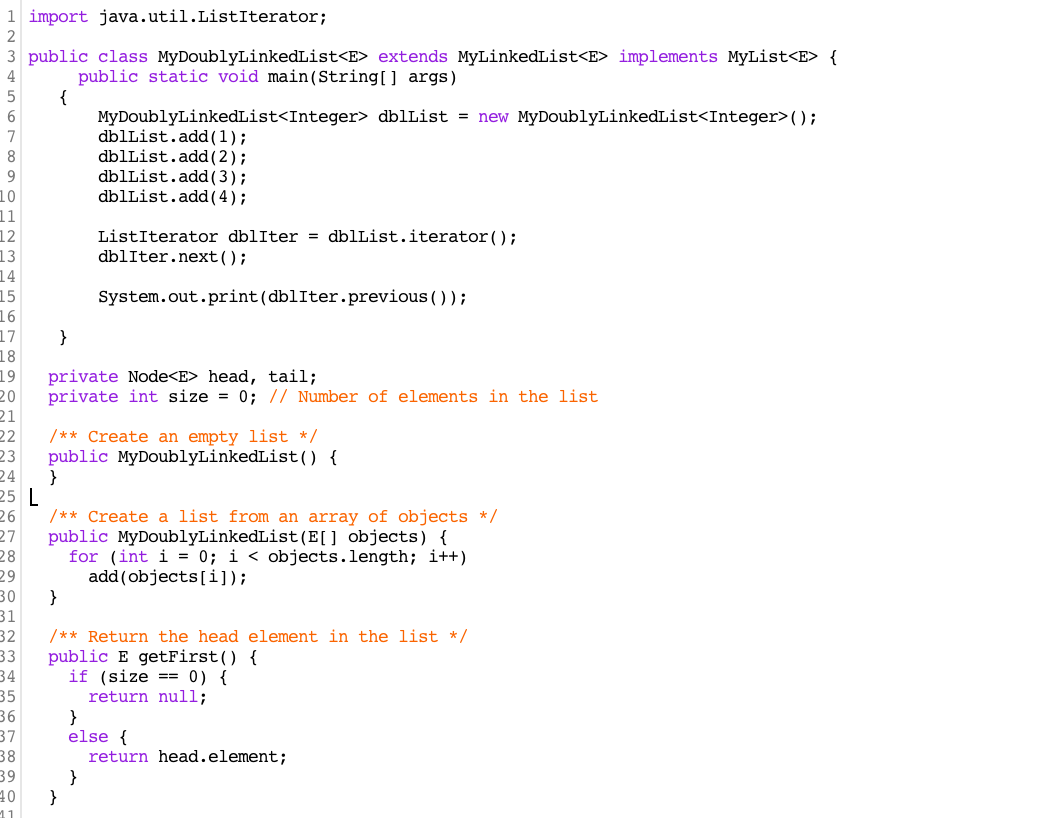 1 import java.util.ListIterator;
2
3 public class MyDoublyLinkedList<E> extends MyLinkedList<E> implements MyList<E> {
4 public static void main(String[] args)
5 {
6 MyDoublyLinkedList<Integer> dblList = new MyDoublyLinkedList<Integer>();
7 dblList.add(1);
8 dblList.add(2);
9 dblList.add(3);
10 dblList.add(4);
11
12 ListIterator dblIter = dblList.iterator();
13 dblIter.next();
14
15 System.out.print(dblIter.previous());
16
17 }
18
19 private Node<E> head, tail;
20 private int size = 0; // Number of elements in the list
21
22 /** Create an empty list */
23 public MyDoublyLinkedList() {
24 }
25
26 /** Create a list from an array of objects */
27 public MyDoublyLinkedList(E[] objects) {
28 for (int i = 0; i < objects.length; i++)
29 add(objects[i]);
30 }
31
32 /** Return the head element in the list */
33 public E getFirst() {
34 if (size == 0) {
35 return null;
36 }
37 else {
38 return head.element;
39 }
40 }
41